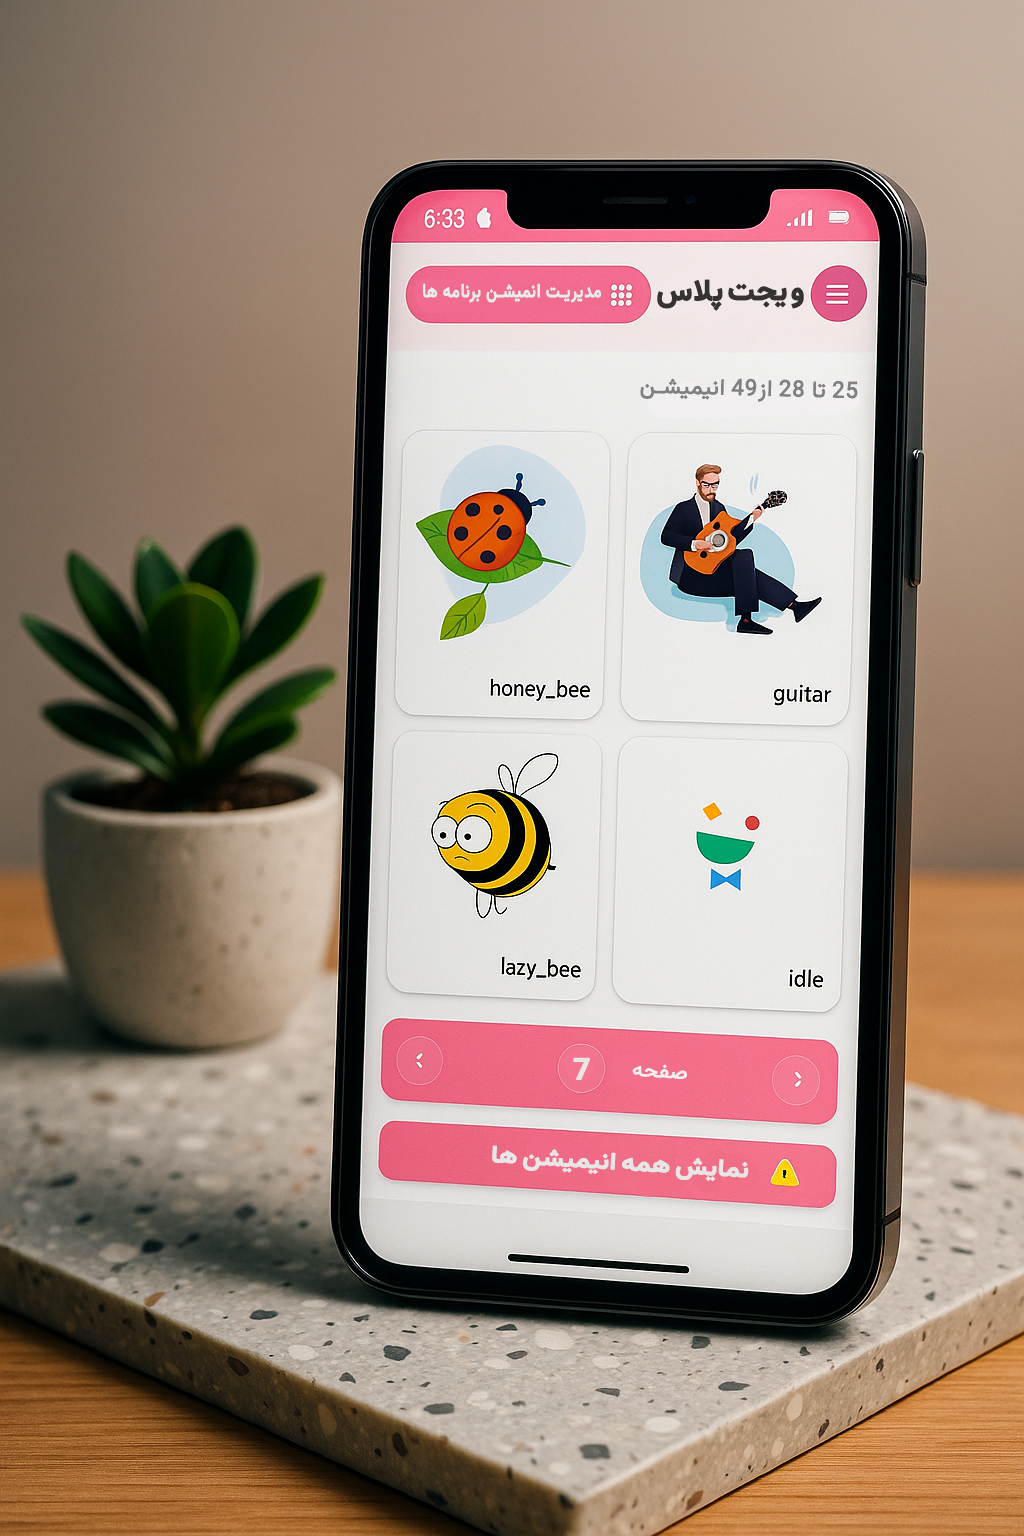 6:33
ویجت پلاس
مدیریت انمیشن برنامه ها
25 تا 28 از 49 انیمیشن
guitar
honey_bee
idle
lazy_bee
صفحه 7
نمایش همه انیمیشن ها